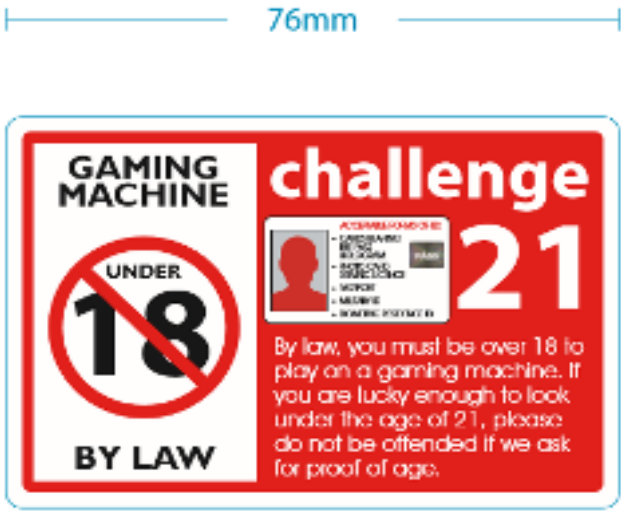 76mm
GAMING
MACHINE
UNDER
18
BY LAW
challenge
21
By law, you must be over 18 to
play on a gaming machine. If
you are lucky enough to look
under the age of 21, please
do not be offended if we ask
for proof of age.